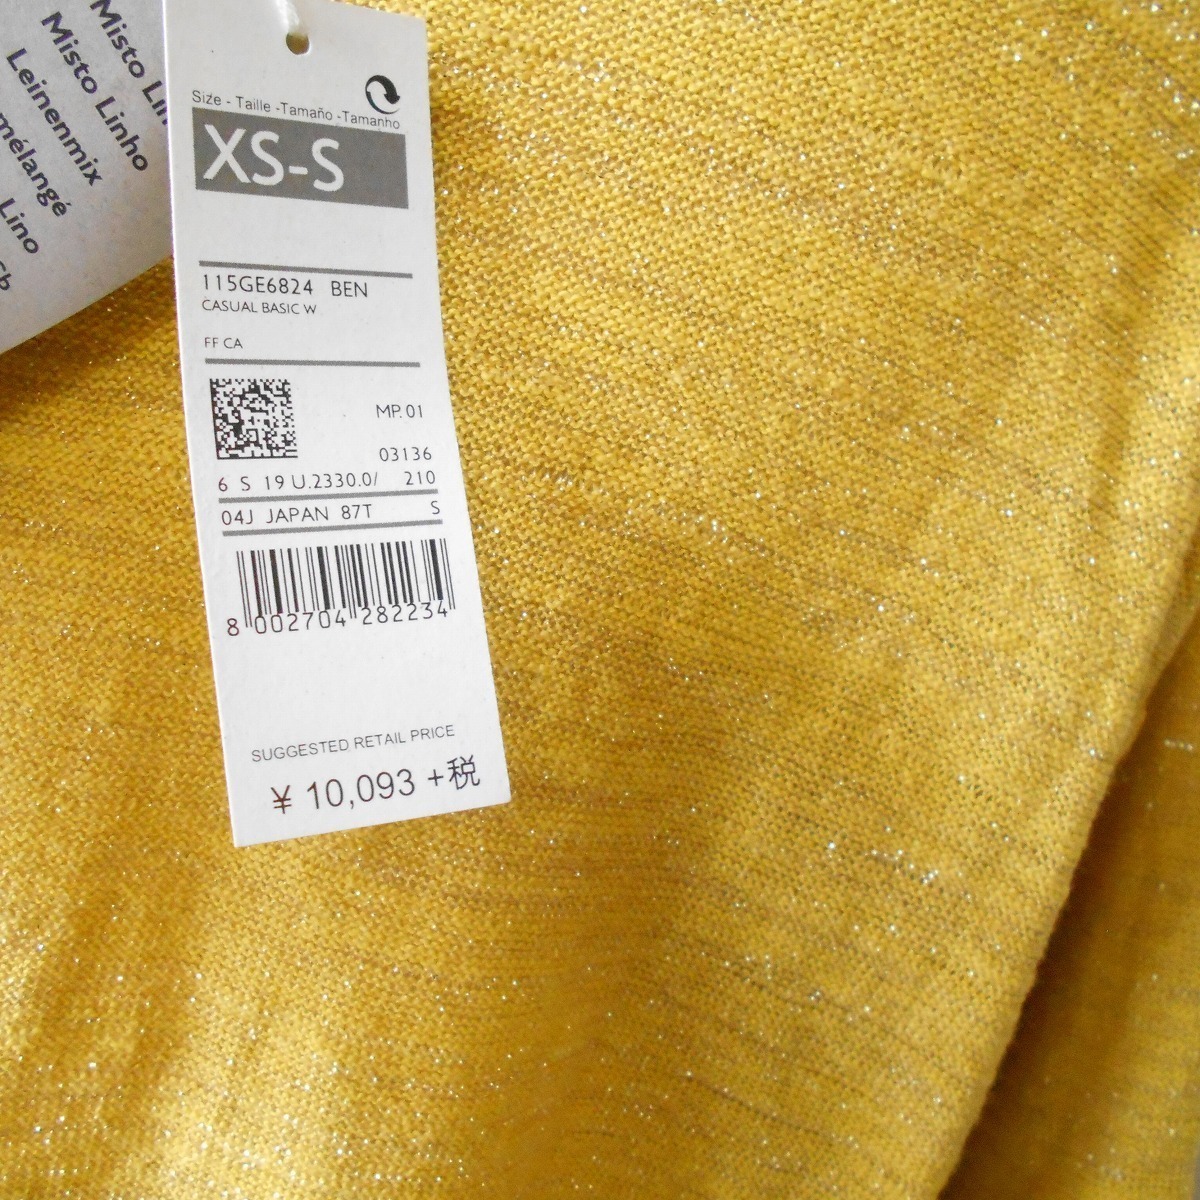 Misto Lin
Misto Linho
Leinenmix
mélangé
Lino
Size - Taille -Tamaño -Tamanho
XS-S
115GE6824 BEN
CASUAL BASIC W
FF CA
MP.01
03136
6 S 19 U.2330.0/ 210
04J JAPAN 87T S
8 002704 282234
SUGGESTED RETAIL PRICE
¥ 10,093 +税